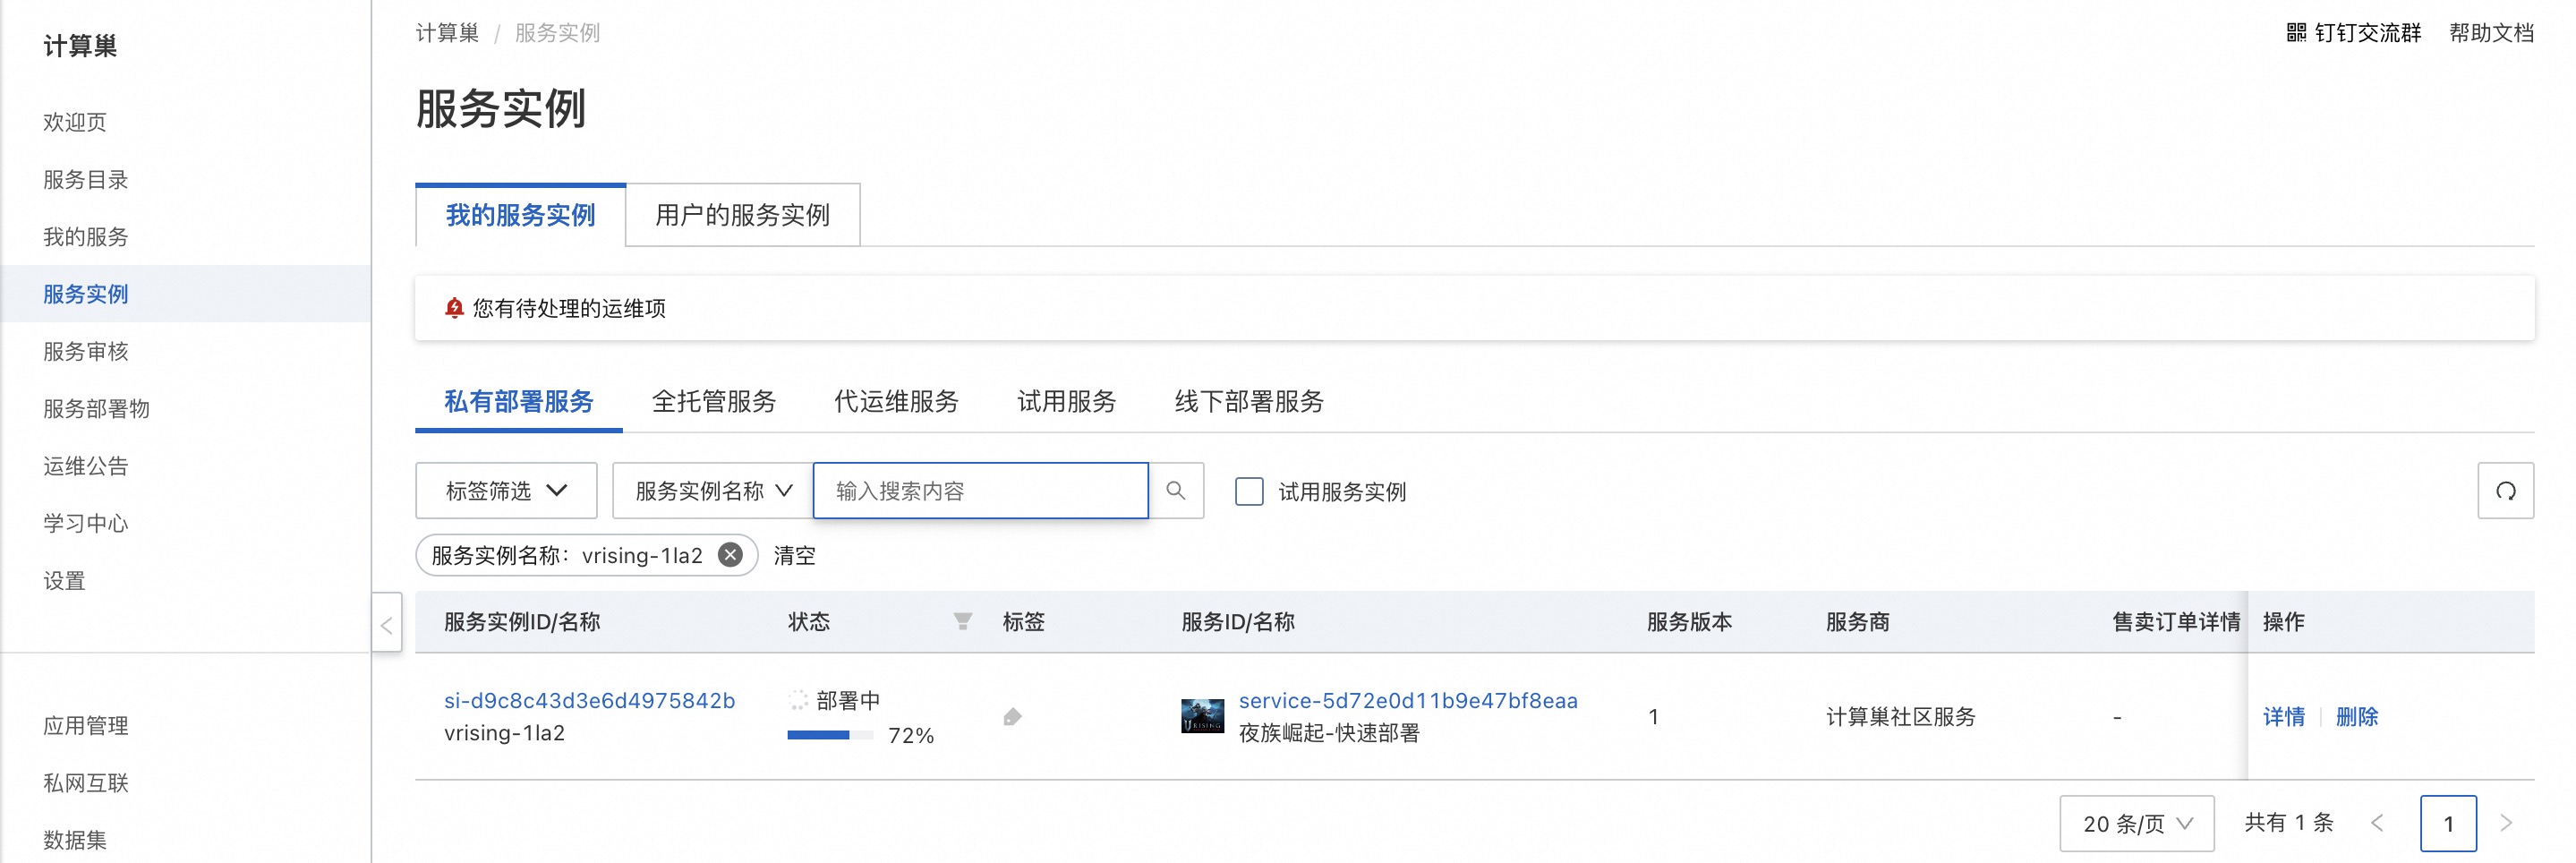 计算巢
欢迎页
服务目录
我的服务
服务实例
服务审核
服务部署物
运维公告
学习中心
设置
应用管理
私网互联
数据集
计算巢 / 服务实例
钉钉交流群 帮助文档
服务实例
我的服务实例 用户的服务实例
您有待处理的运维项
私有部署服务 全托管服务 代运维服务 试用服务 线下部署服务
标签筛选 服务实例名称 输入搜索内容 试用服务实例
服务实例名称: vrising-1la2 清空
服务实例ID/名称 状态 标签 服务ID/名称 服务版本 服务商 售卖订单详情 操作
si-d9c8c43d3e6d4975842b 部署中 service-5d72e0d11b9e47bf8eaa
vrising-1la2 72% V RISING 夜族崛起-快速部署 1 计算巢社区服务 - 详情 删除
20 条/页 共有 1 条 < 1 >